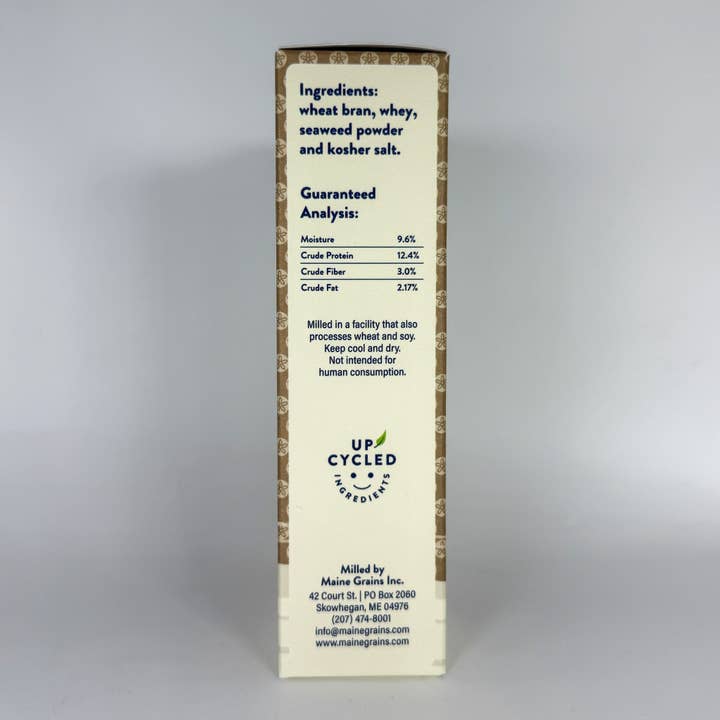 Ingredients:
wheat bran, whey,
seaweed powder
and kosher salt.
Guaranteed
Analysis:
Moisture 9.6%
Crude Protein 12.4%
Crude Fiber 3.0%
Crude Fat 2.17%
Milled in a facility that also
processes wheat and soy.
Keep cool and dry.
Not intended for
human consumption.
UP
CYCLED
INGREDIENTS
Milled by
Maine Grains Inc.
42 Court St. | PO Box 2060
Skowhegan, ME 04976
(207) 474-8001
info@mainegrains.com
www.mainegrains.com